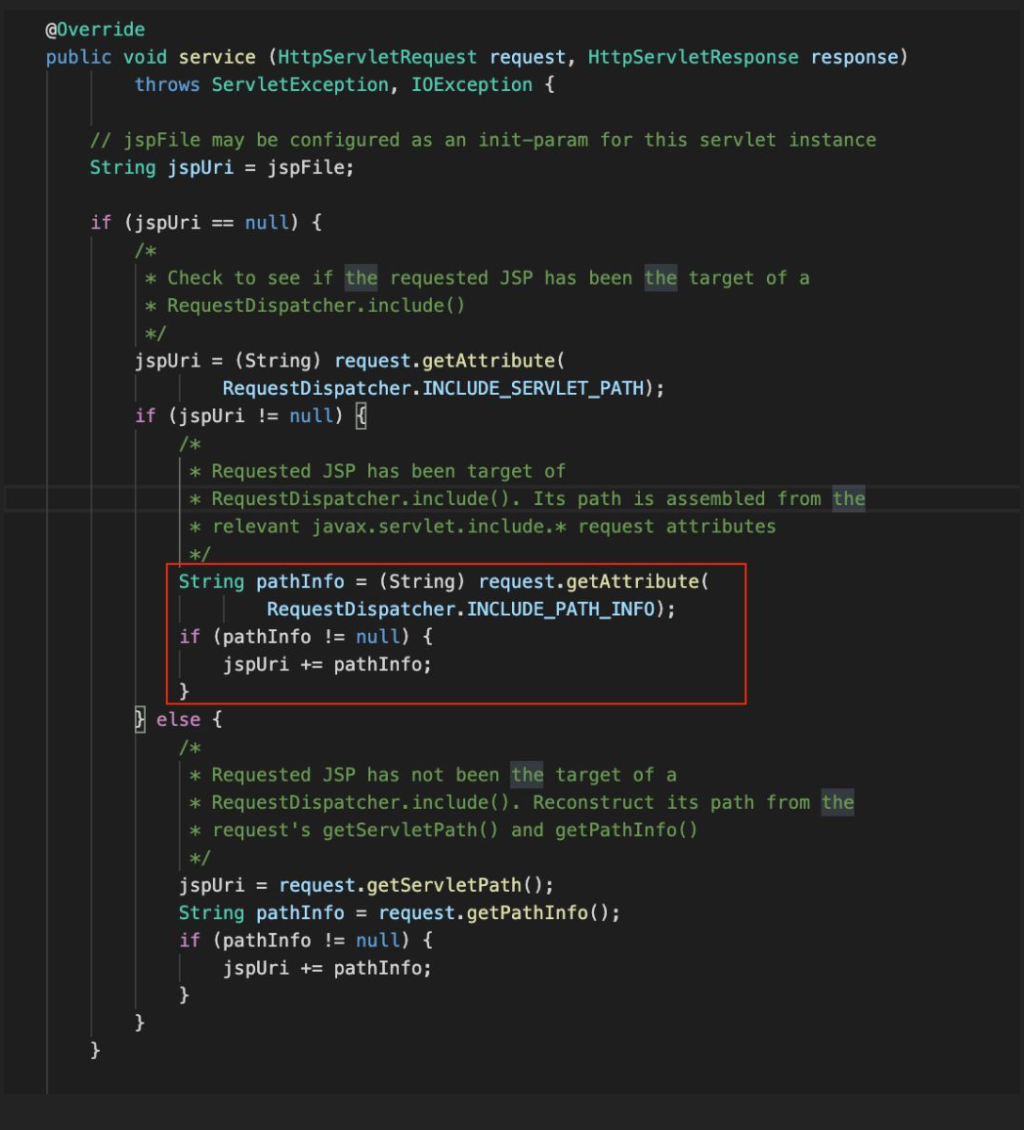 @Override
public void service (HttpServletRequest request, HttpServletResponse response)
throws ServletException, IOException {
// jspFile may be configured as an init-param for this servlet instance
String jspUri = jspFile;
if (jspUri == null) {
/*
* Check to see if the requested JSP has been the target of a
* RequestDispatcher.include()
*/
jspUri = (String) request.getAttribute(
RequestDispatcher.INCLUDE_SERVLET_PATH);
if (jspUri != null) {
/*
* Requested JSP has been target of
* RequestDispatcher.include(). Its path is assembled from the
* relevant javax.servlet.include.* request attributes
*/
String pathInfo = (String) request.getAttribute(
RequestDispatcher.INCLUDE_PATH_INFO);
if (pathInfo != null) {
jspUri += pathInfo;
}
} else {
/*
* Requested JSP has not been the target of a
* RequestDispatcher.include(). Reconstruct its path from the
* request's getServletPath() and getPathInfo()
*/
jspUri = request.getServletPath();
String pathInfo = request.getPathInfo();
if (pathInfo != null) {
jspUri += pathInfo;
}
}
}